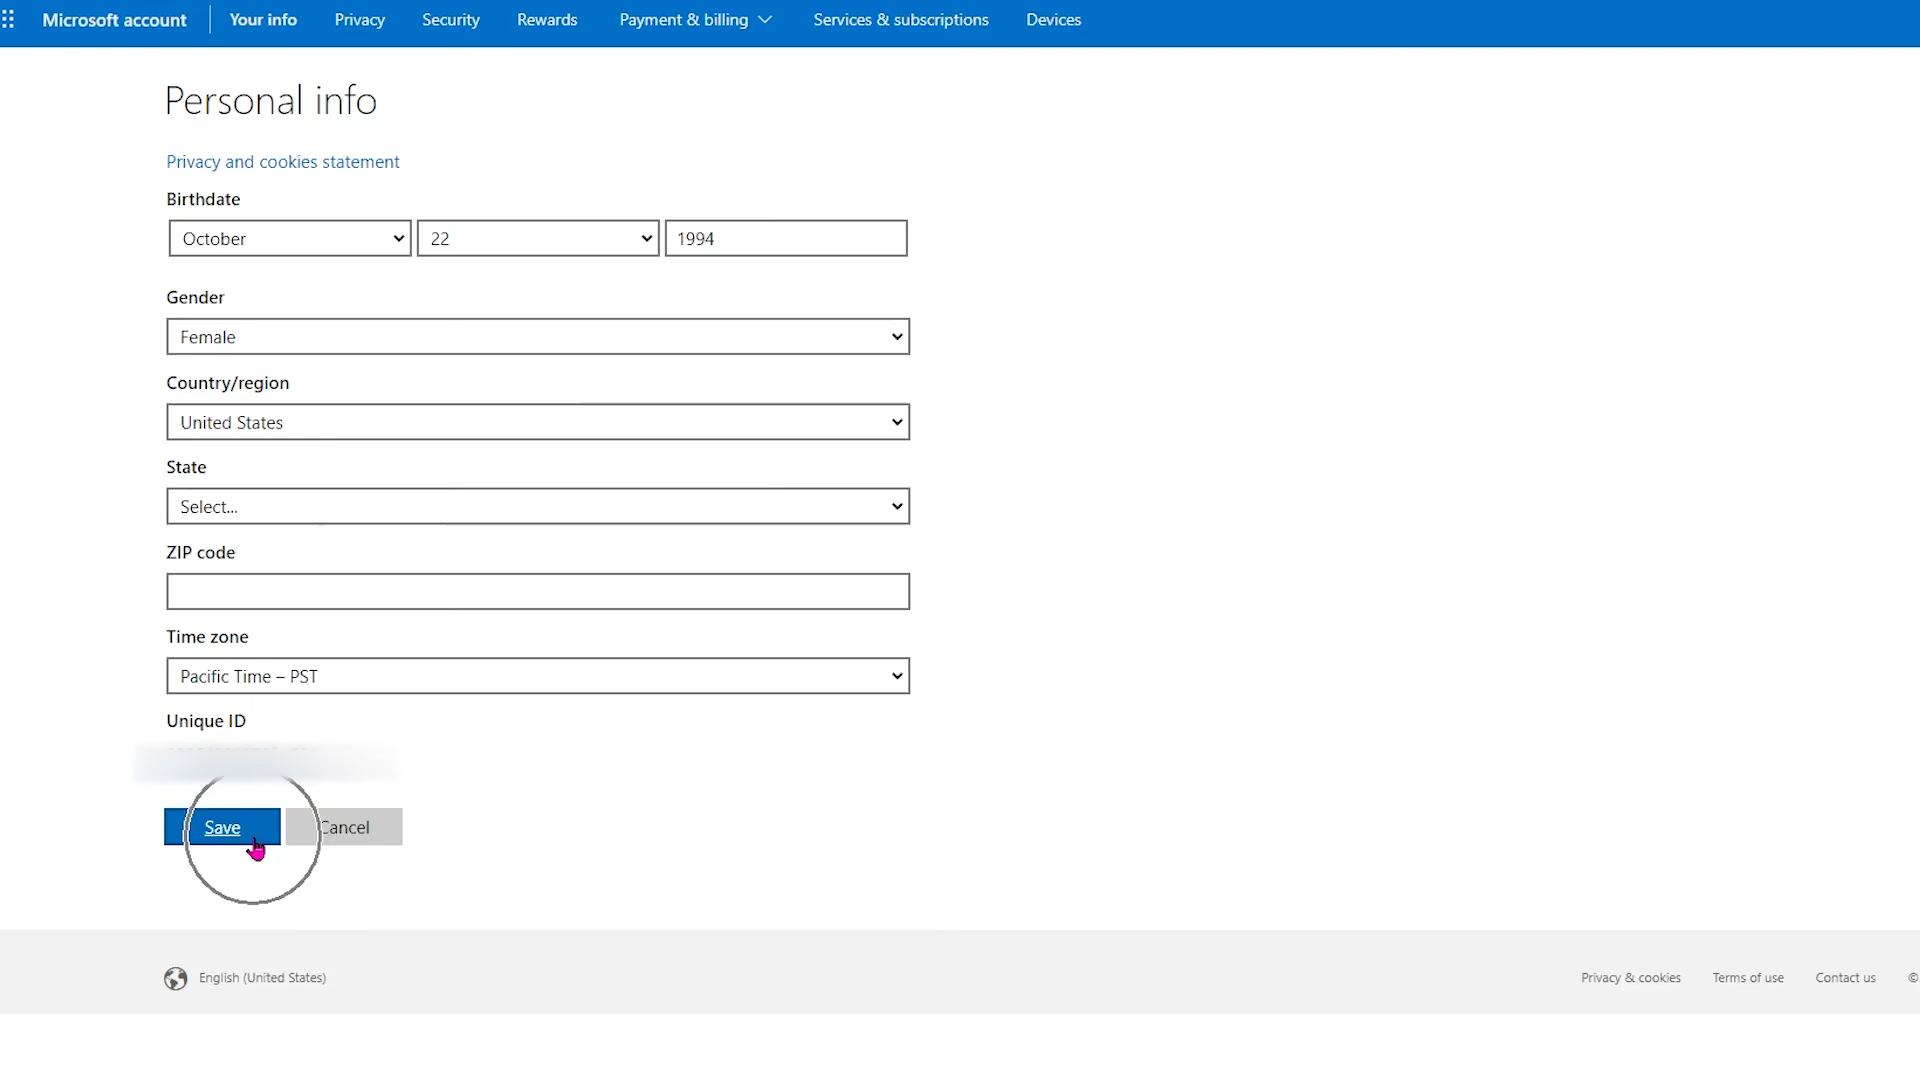 Microsoft account Your info Privacy Security Rewards Payment & billing Services & subscriptions Devices
Personal info
Privacy and cookies statement
Birthdate
October 22 1994
Gender
Female
Country/region
United States
State
Select...
ZIP code
Time zone
Pacific Time – PST
Unique ID
Save Cancel
English (United States) Privacy & cookies Terms of use Contact us ©